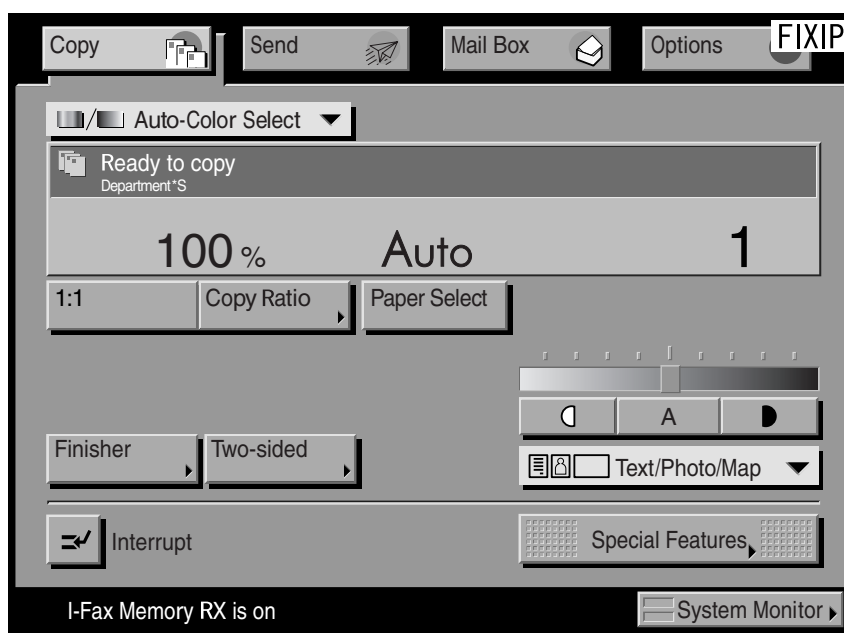 Copy
Send
Mail Box
Options
FIXIP
Auto-Color Select
Ready to copy
Department*S
100 %
Auto
1
1:1
Copy Ratio
Paper Select
A
Finisher
Two-sided
Text/Photo/Map
Interrupt
Special Features
I-Fax Memory RX is on
System Monitor